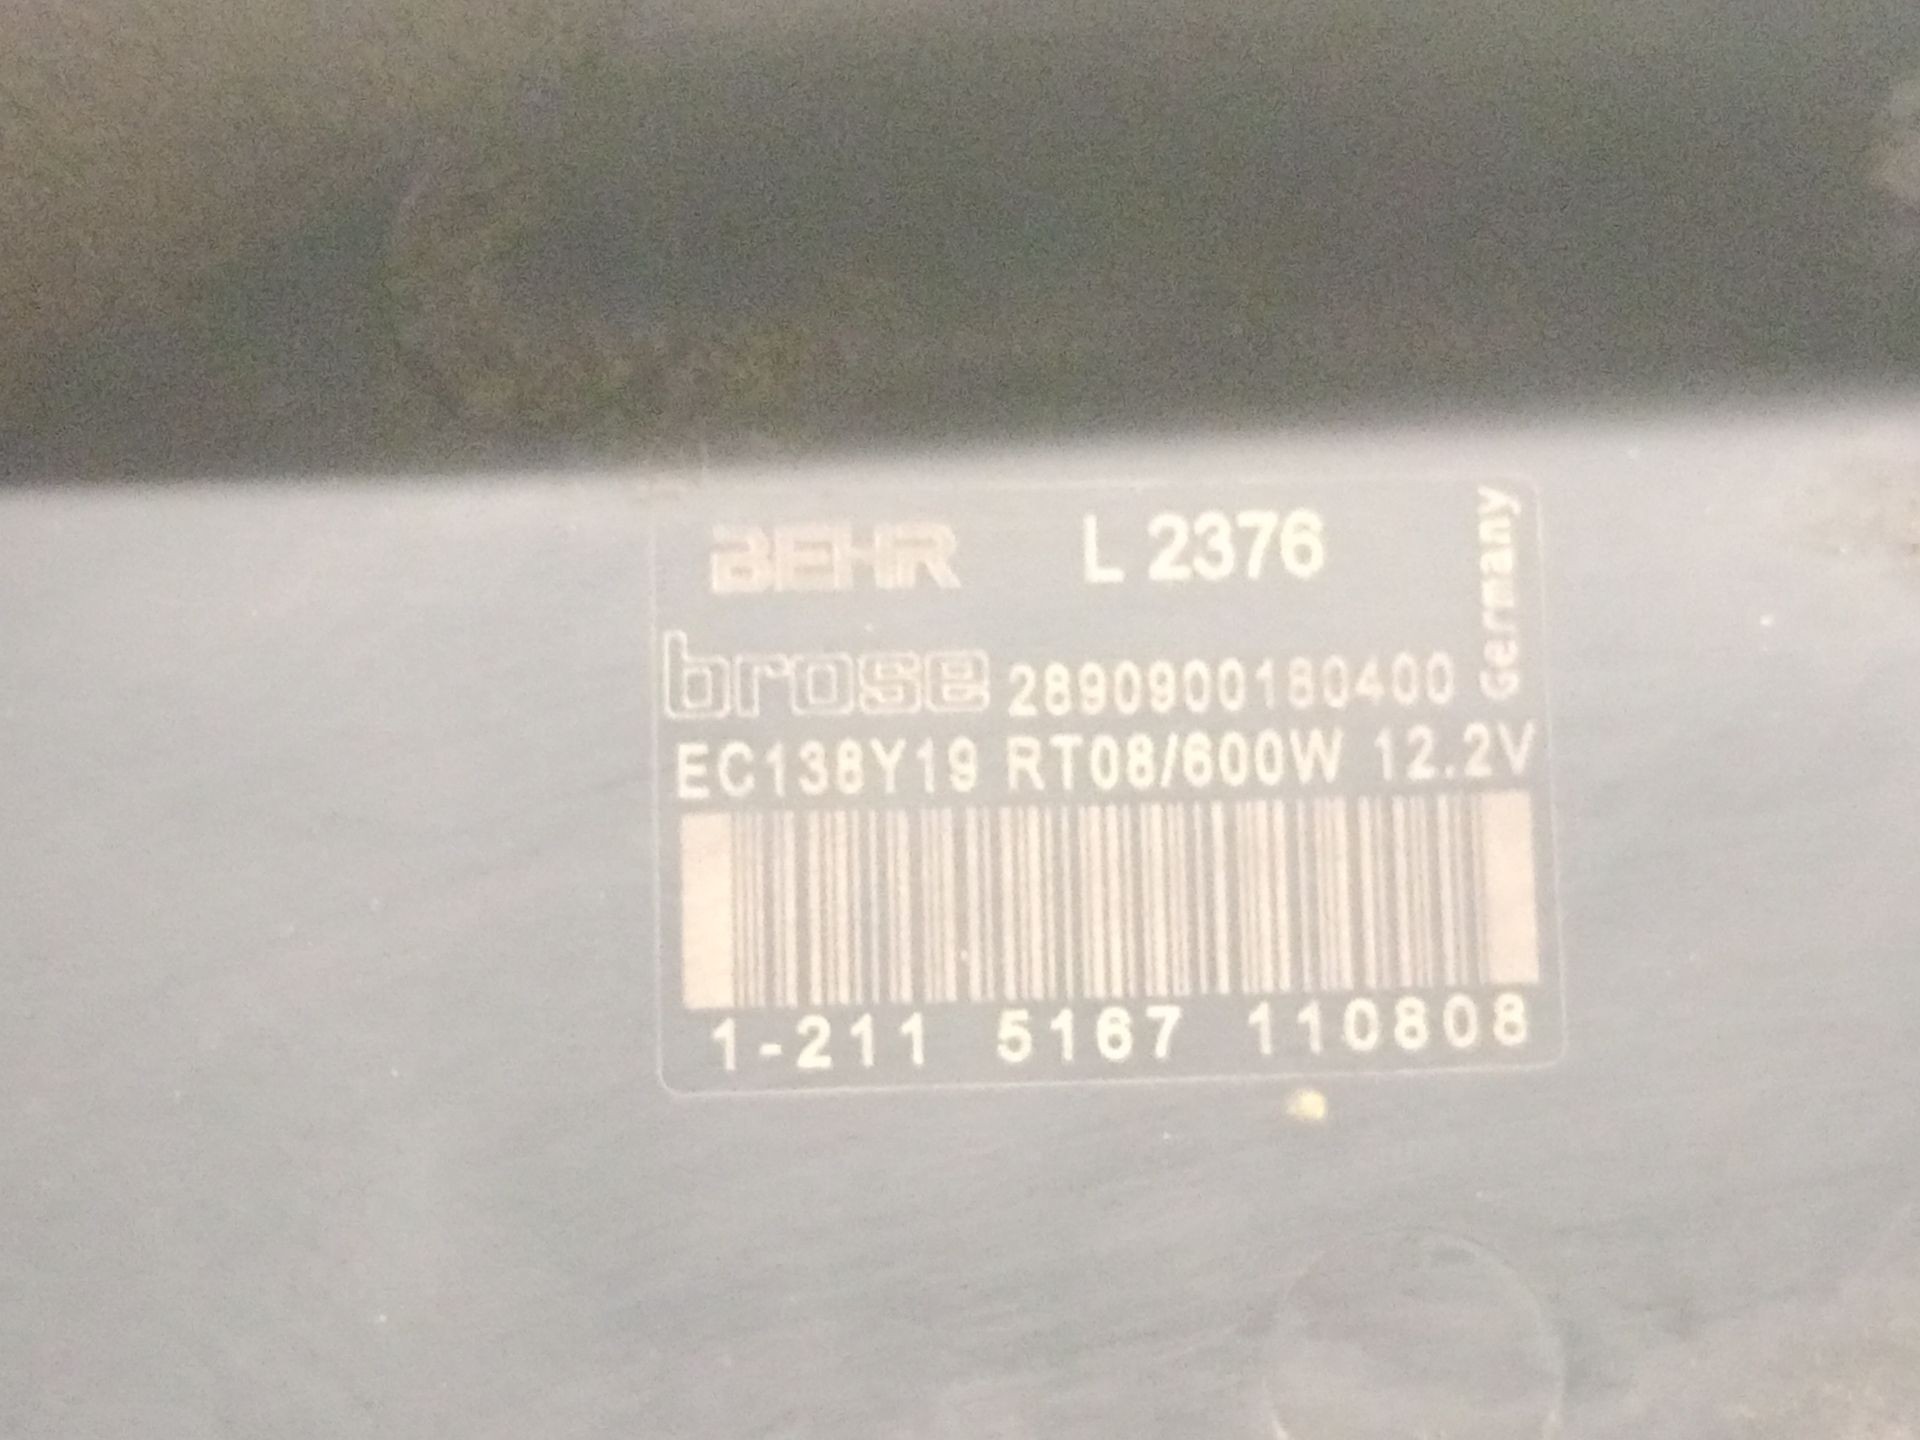 BEHR L 2376
Germany
brose 2890900180400
EC138Y19 RT08/600W 12.2V
1-211 5167 110808